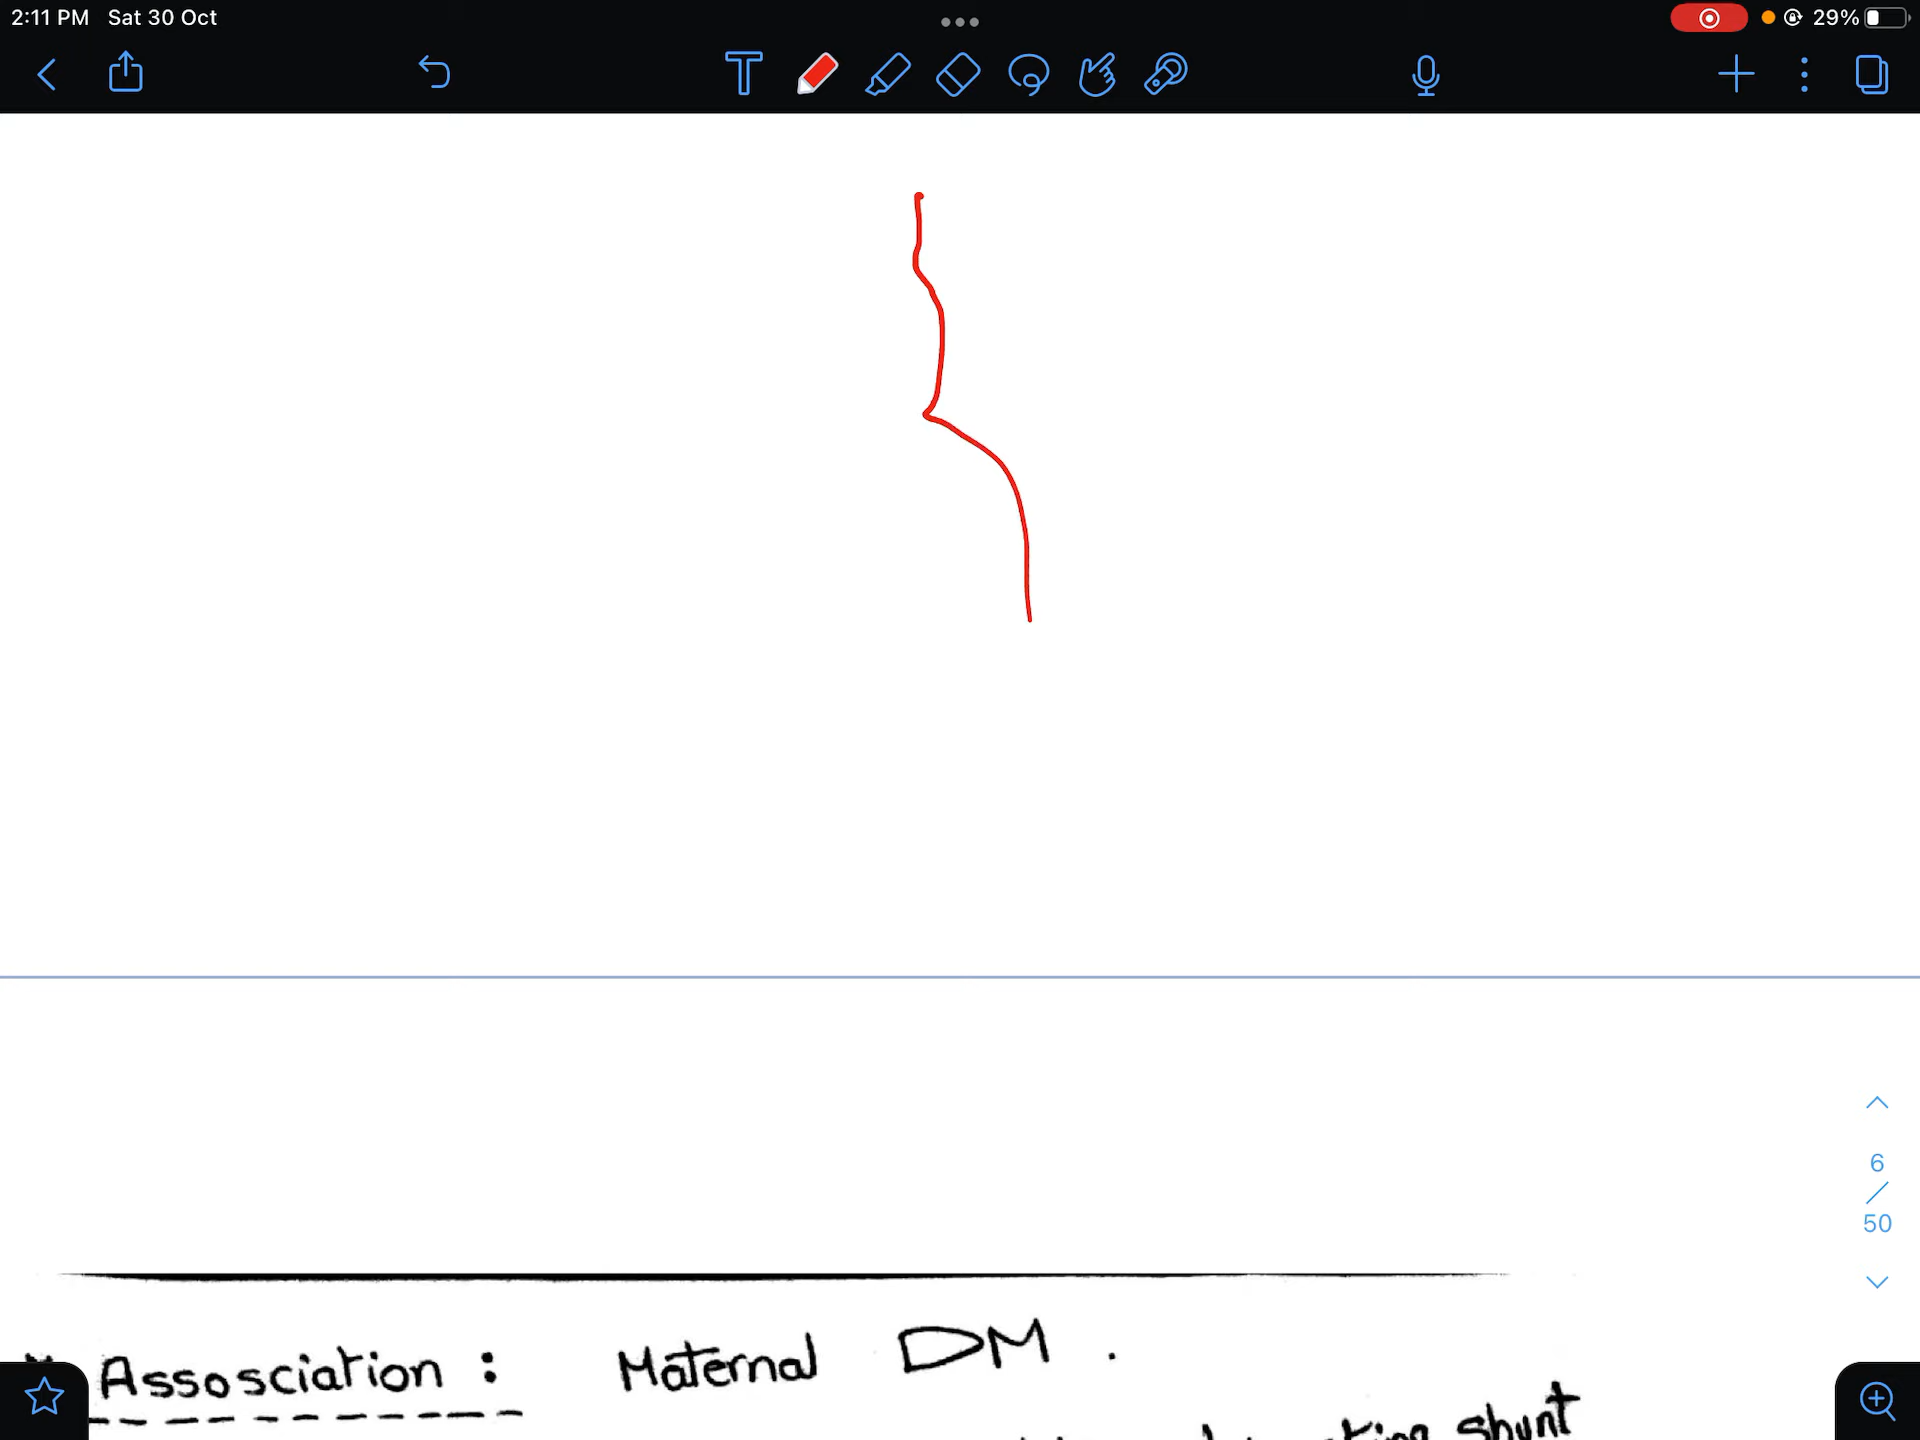 2:11 PM Sat 30 Oct
29%
T
6
/
50
Assosciation : Maternal DM .
shunt